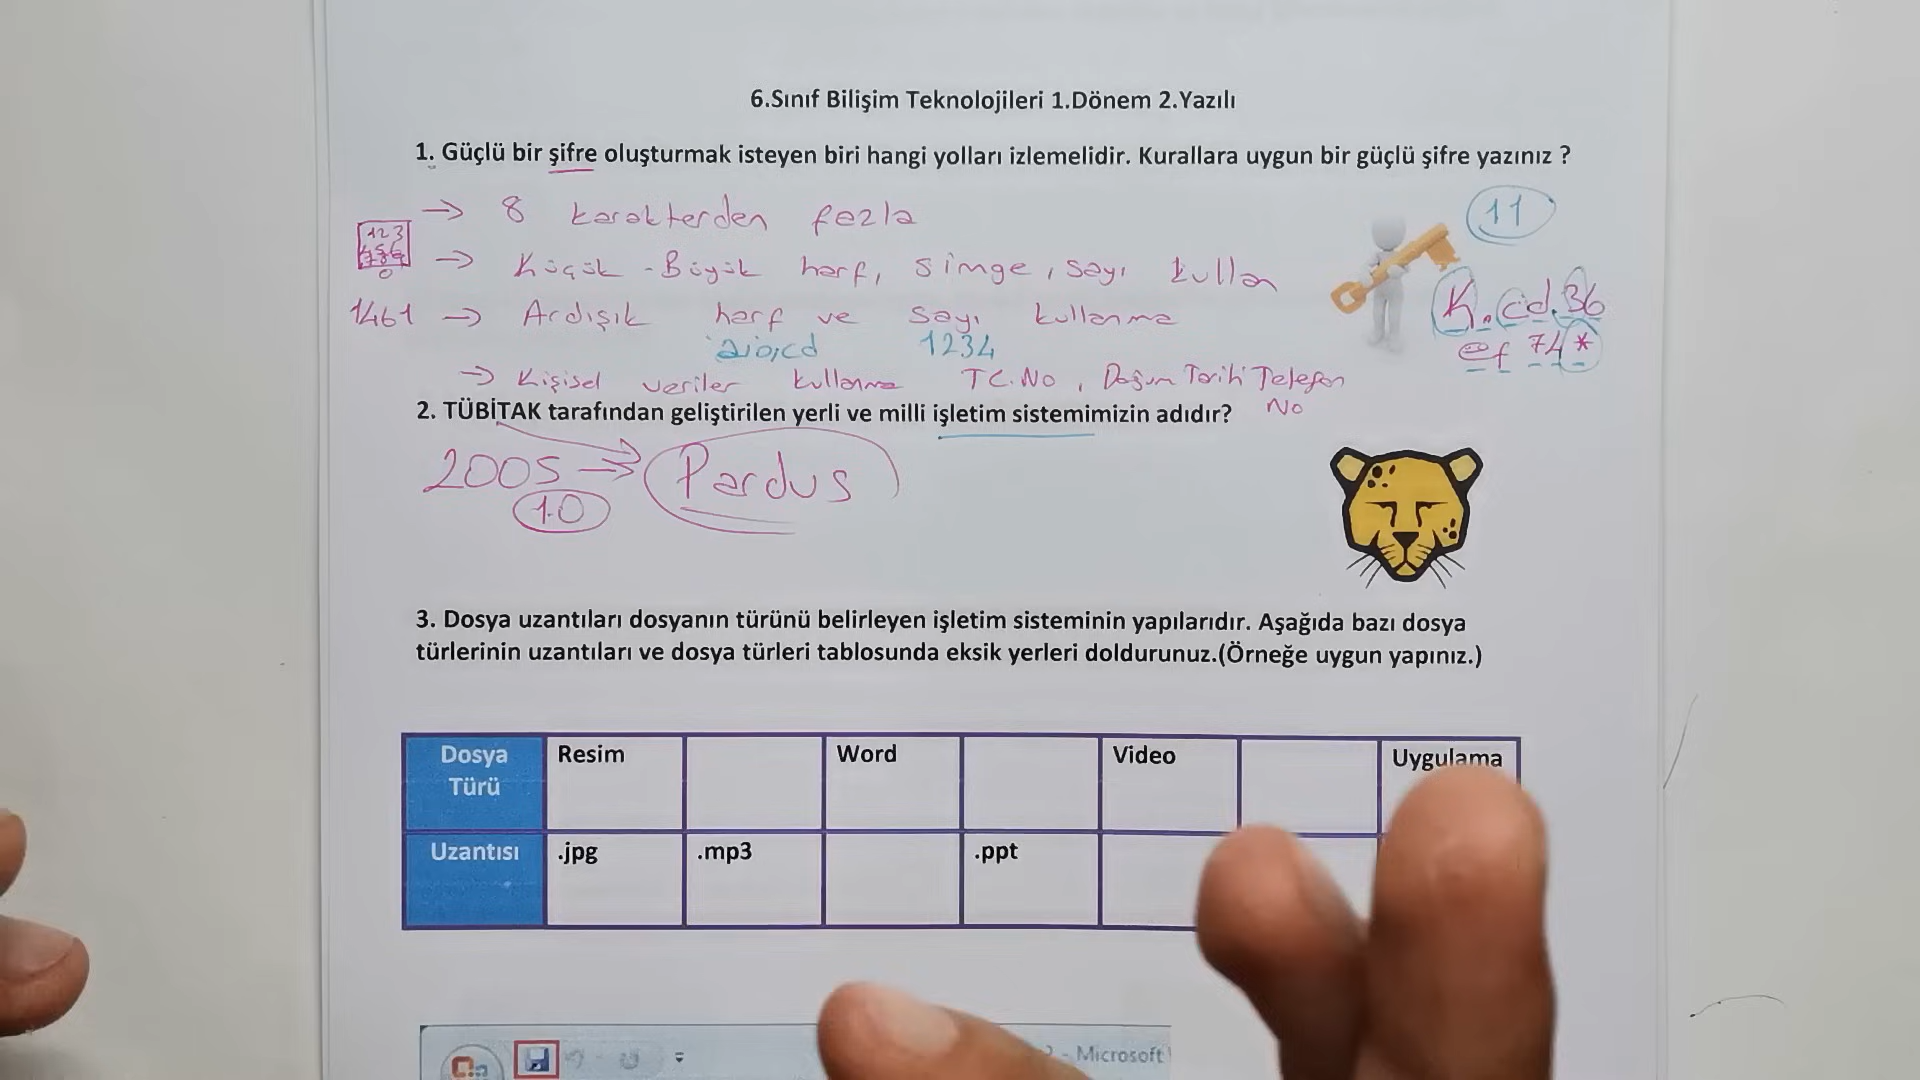 6.Sınıf Bilişim Teknolojileri 1.Dönem 2.Yazılı
1. Güçlü bir şifre oluşturmak isteyen biri hangi yolları izlemelidir. Kurallara uygun bir güçlü şifre yazınız ?
→ 8 karakterden fazla
11
123
456
789
0
→ Küçük - Büyük harf, simge, sayı kullan
K.cd.36
ef 74*
1461 → Ardışık harf ve sayı kullanma
a,b,cd 1234
→ Kişisel veriler kullanma TC.No, Doğum Tarihi Telefon No
2. TÜBİTAK tarafından geliştirilen yerli ve milli işletim sistemimizin adıdır?
2005 → Pardus
1.0
3. Dosya uzantıları dosyanın türünü belirleyen işletim sisteminin yapılarıdır. Aşağıda bazı dosya
türlerinin uzantıları ve dosya türleri tablosunda eksik yerleri doldurunuz.(Örneğe uygun yapınız.)
Dosya Türü Resim Word Video Uygulama
Uzantısı .jpg .mp3 .ppt
- Microsoft